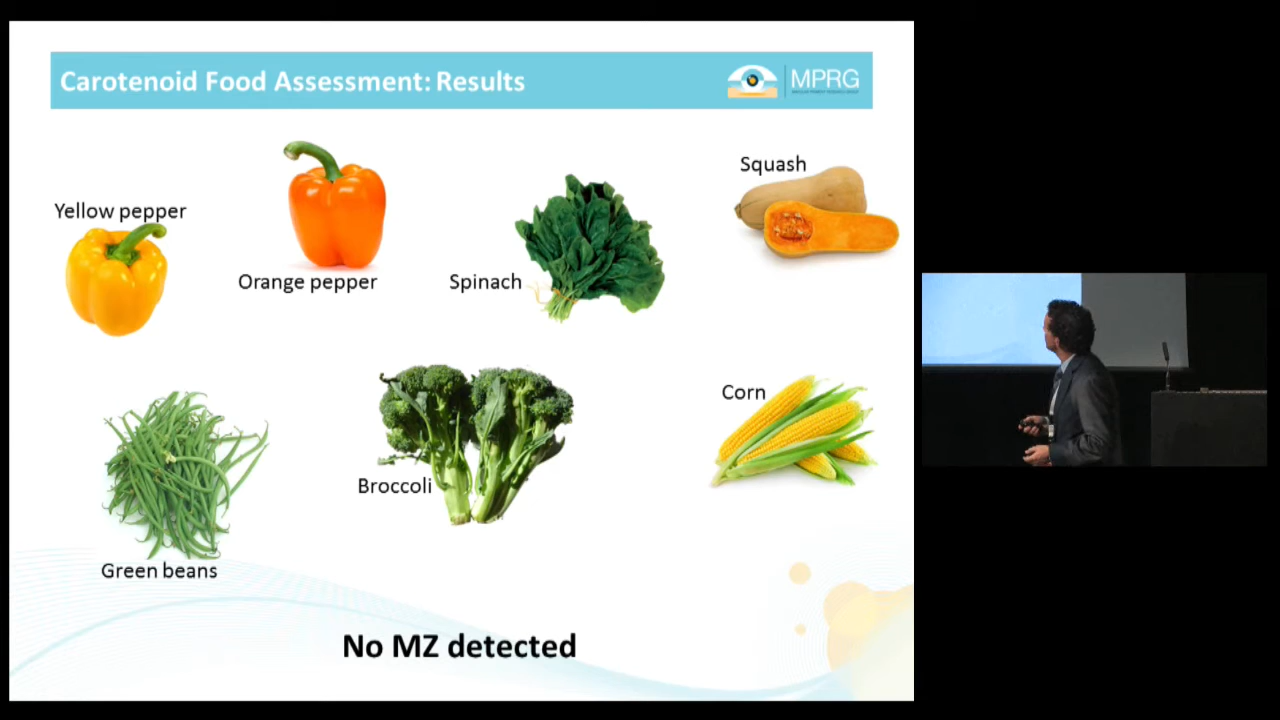 Carotenoid Food Assessment: Results
MPRG
Squash
Yellow pepper
Orange pepper
Spinach
Corn
Broccoli
Green beans
No MZ detected